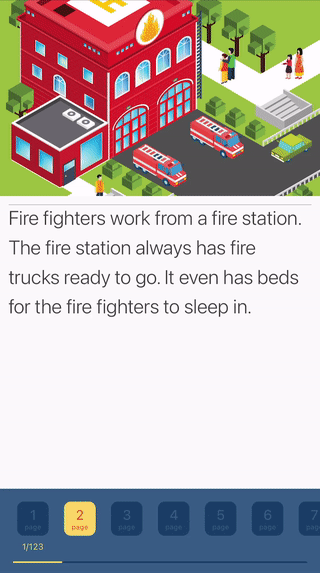 Fire fighters work from a fire station.
The fire station always has fire
trucks ready to go. It even has beds
for the fire fighters to sleep in.
1 2 3 4 5 6 7
page page page page page page page
1/123